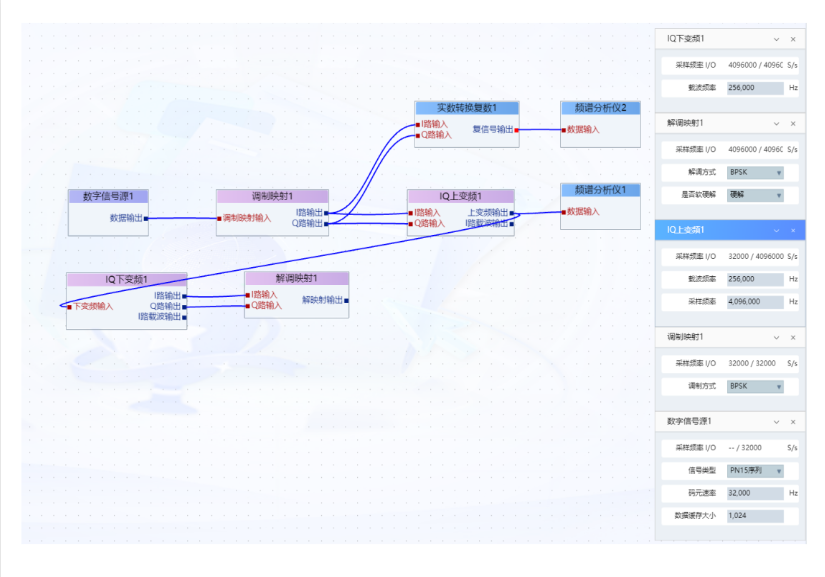 实数转换复数1
I路输入
Q路输入
复信号输出
频谱分析仪2
数据输入
数字信号源1
数据输出
调制映射1
调制映射输入
I路输出
Q路输出
IQ上变频1
I路输入
Q路输入
上变频输出
I路载波输出
频谱分析仪1
数据输入
IQ下变频1
下变频输入
I路输出
Q路输出
I路载波输出
解调映射1
I路输入
Q路输入
解映射输出
IQ下变频1
采样频率 I/O 4096000 / 4096( S/s
载波频率 256,000 Hz
解调映射1
采样频率 I/O 4096000 / 4096( S/s
解调方式 BPSK
是否软硬解 硬解
IQ上变频1
采样频率 I/O 32000 / 4096000 S/s
载波频率 256,000 Hz
采样频率 4,096,000 Hz
调制映射1
采样频率 I/O 32000 / 32000 S/s
调制方式 BPSK
数字信号源1
采样频率 I/O -- / 32000 S/s
信号类型 PN15序列
码元速率 32,000 Hz
数据缓存大小 1,024